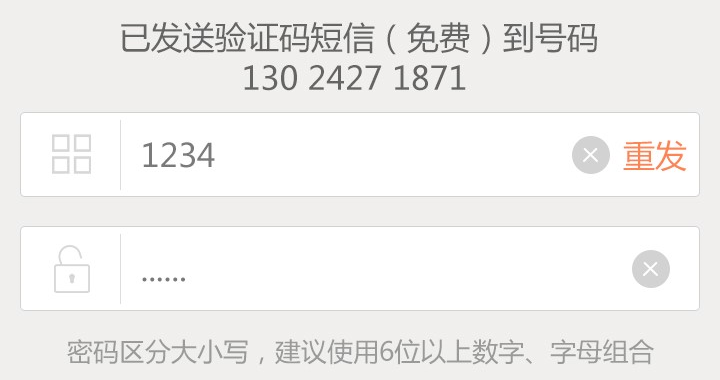 已发送验证码短信（免费）到号码
130 2427 1871
1234 重发
······
密码区分大小写，建议使用6位以上数字、字母组合